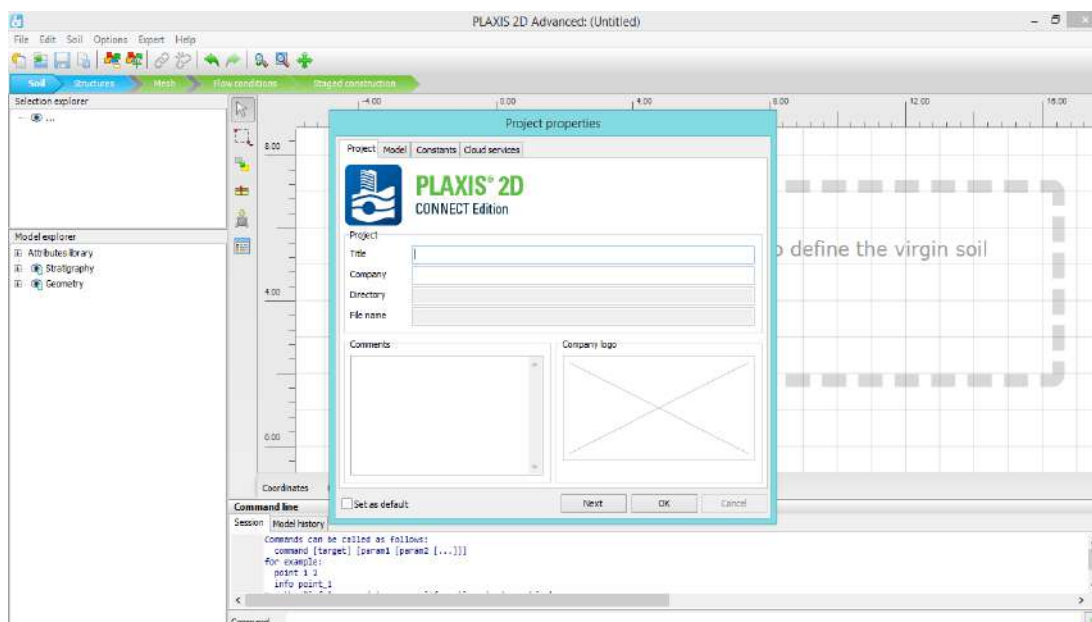 PLAXIS 2D Advanced: (Untitled)
File Edit Soil Options Expert Help
Soil Structures Mesh Flow conditions Staged construction
Selection explorer
...
Model explorer
Attributes library
Stratigraphy
Geometry
-4.00 0.00 4.00 8.00 12.00 16.00
8.00
4.00
0.00
Project properties
Project Model Constants Cloud services
PLAXIS® 2D
CONNECT Edition
Project
Title
Company
Directory
File name
Comments
Company logo
Set as default
Next OK Cancel
define the virgin soil
Coordinates
Command line
Session Model history
Commands can be called as follows:
command [target] [param1 [param2 [...]]]
for example:
point 1 2
info point_1